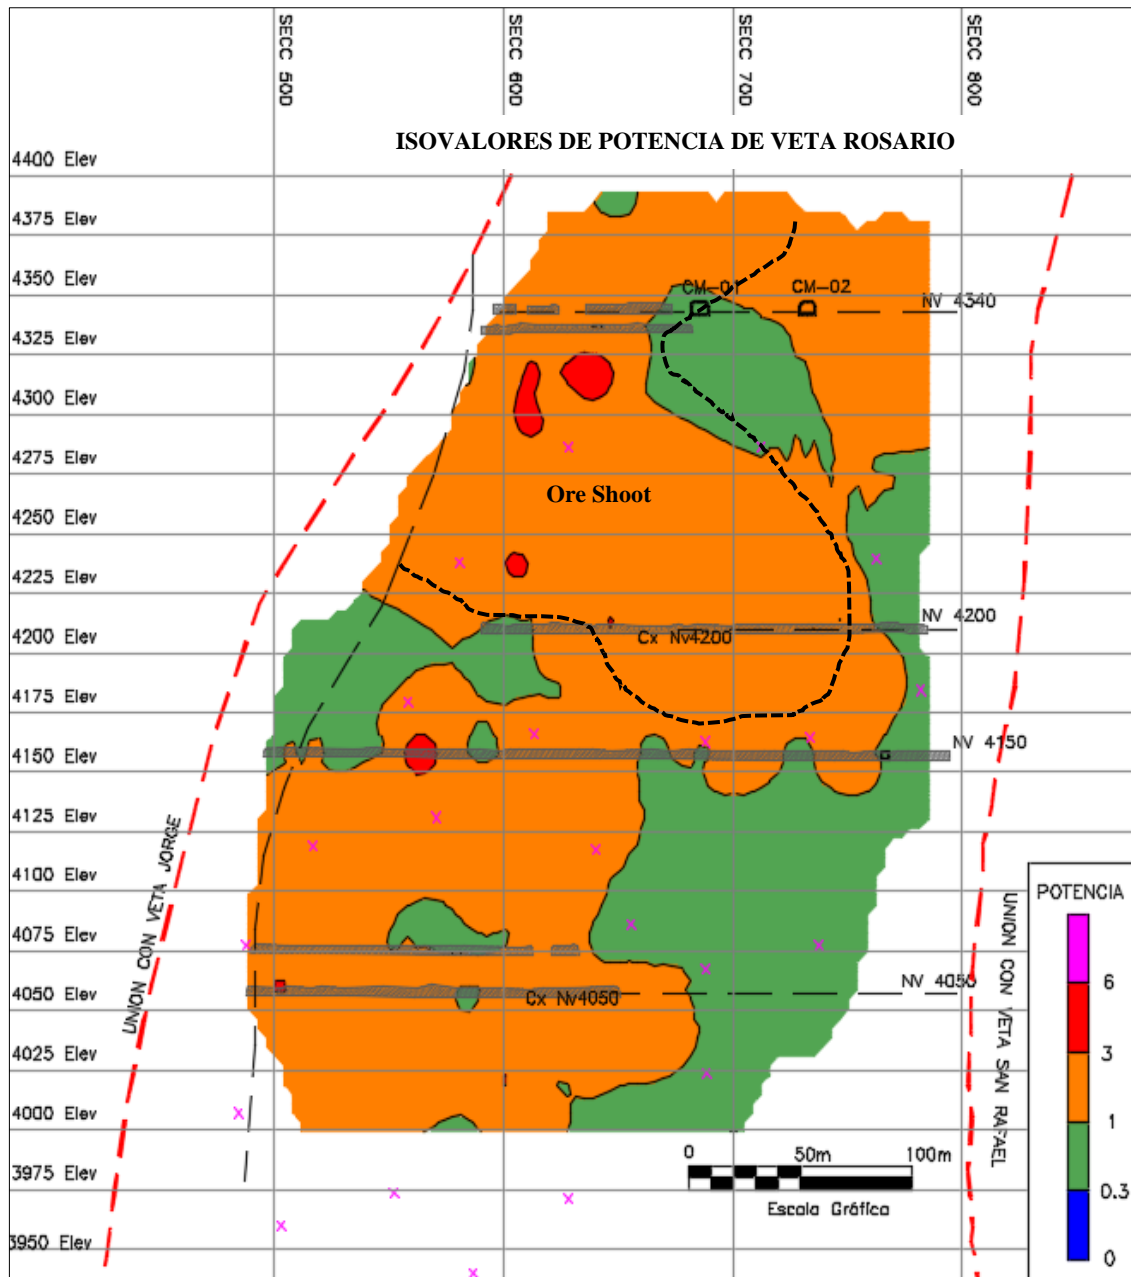 SECC 50D
SECC 60D
SECC 70D
SECC 80D
ISOVALORES DE POTENCIA DE VETA ROSARIO
4400 Elev
4375 Elev
4350 Elev
CM-01
CM-02
NV 4340
4325 Elev
4300 Elev
4275 Elev
Ore Shoot
4250 Elev
4225 Elev
NV 4200
4200 Elev
Cx Nv4200
4175 Elev
NV 4150
4150 Elev
4125 Elev
UNION CON VETA JORGE
4100 Elev
POTENCIA
UNION CON VETA SAN RAFAEL
4075 Elev
4050 Elev
NV 4050
6
Cx Nv4050
4025 Elev
3
4000 Elev
1
0
50m
100m
3975 Elev
0.3
Escala Gráfica
3950 Elev
0